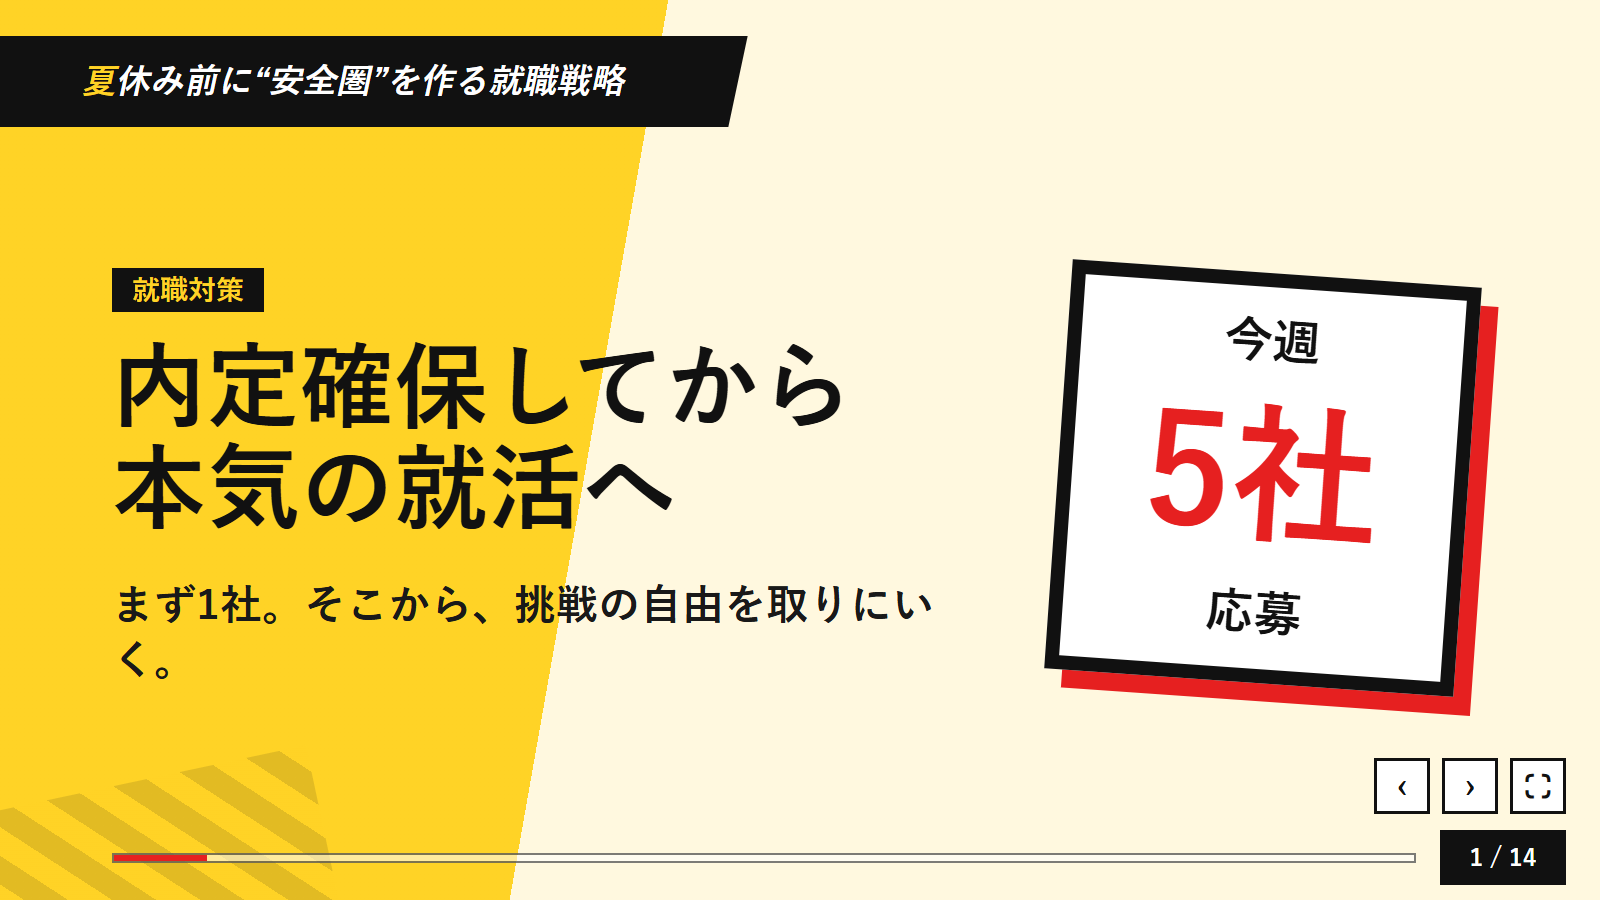 夏休み前に“安全圏”を作る就職戦略
就職対策
内定確保してから
本気の就活へ
まず1社。そこから、挑戦の自由を取りにい
く。
今週
5社
応募
‹ ›
1 / 14